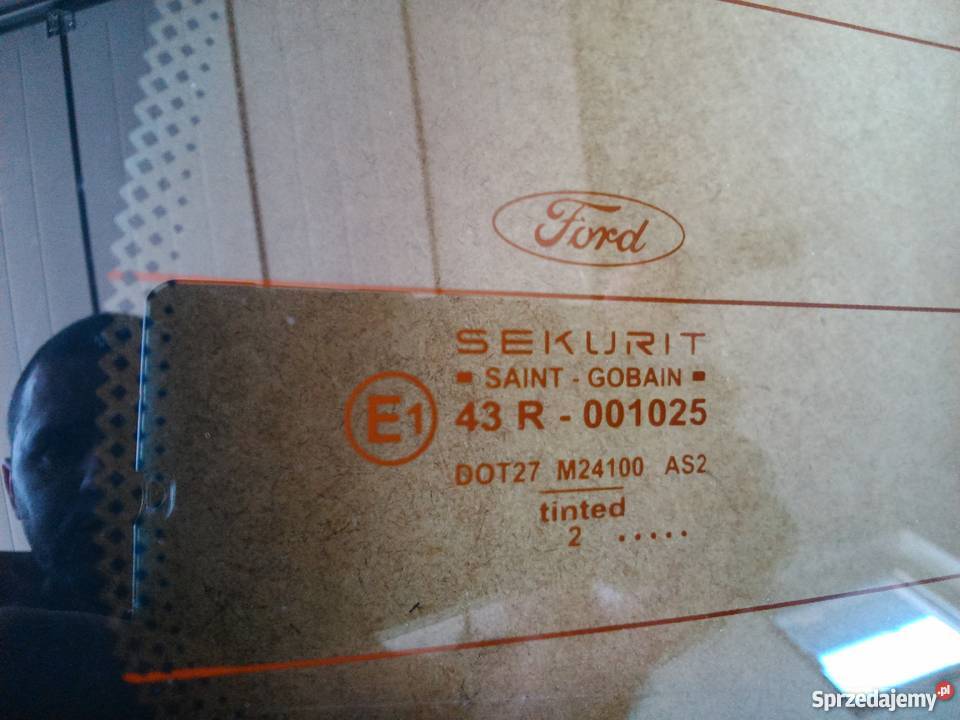 Ford
SEKURIT
▪ SAINT - GOBAIN ▪
E1
43 R - 001025
DOT27 M24100 AS2
tinted
2 .....
Sprzedajemy.pl